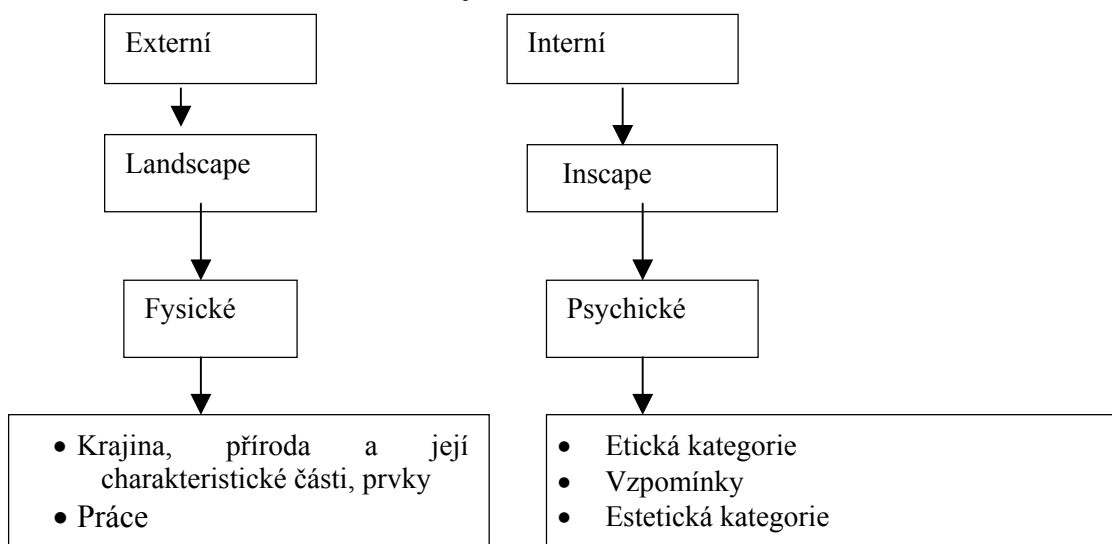 Externí
Landscape
Fysické
• Krajina, příroda a její
charakteristické části, prvky
• Práce
Interní
Inscape
Psychické
• Etická kategorie
• Vzpomínky
• Estetická kategorie